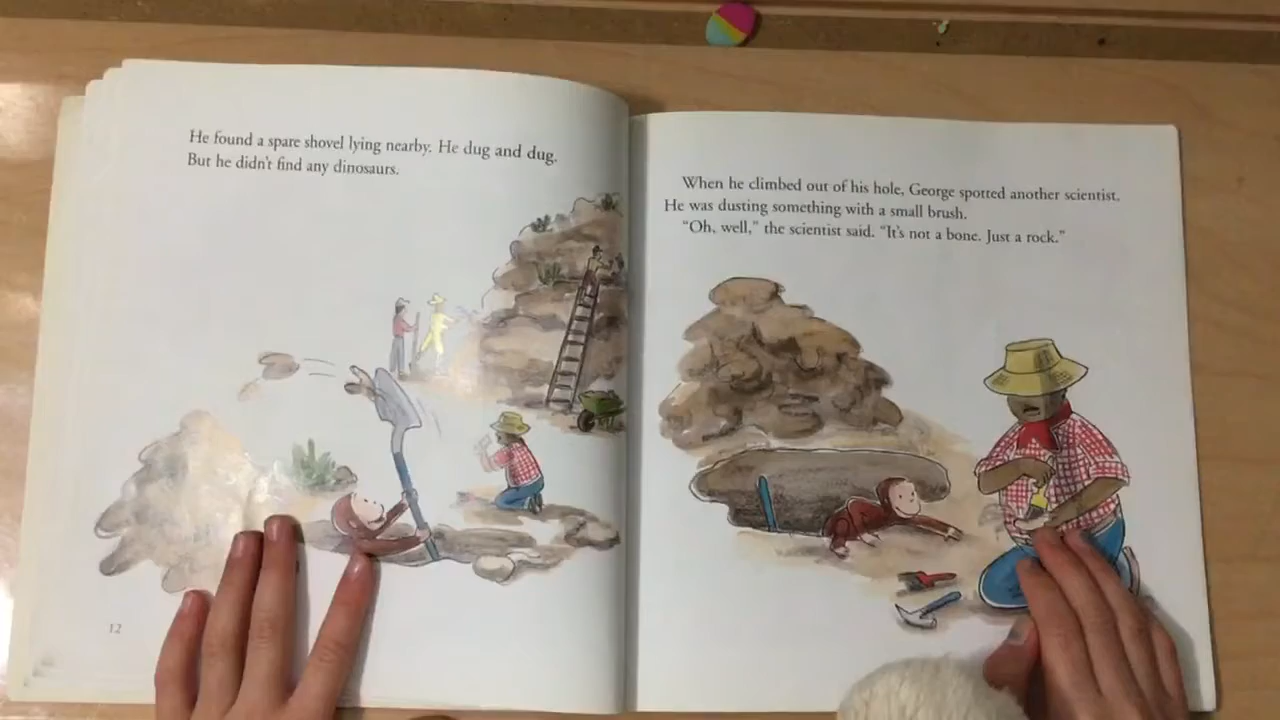 He found a spare shovel lying nearby. He dug and dug.
But he didn't find any dinosaurs.
12
When he climbed out of his hole, George spotted another scientist.
He was dusting something with a small brush.
"Oh, well," the scientist said. "It's not a bone. Just a rock."